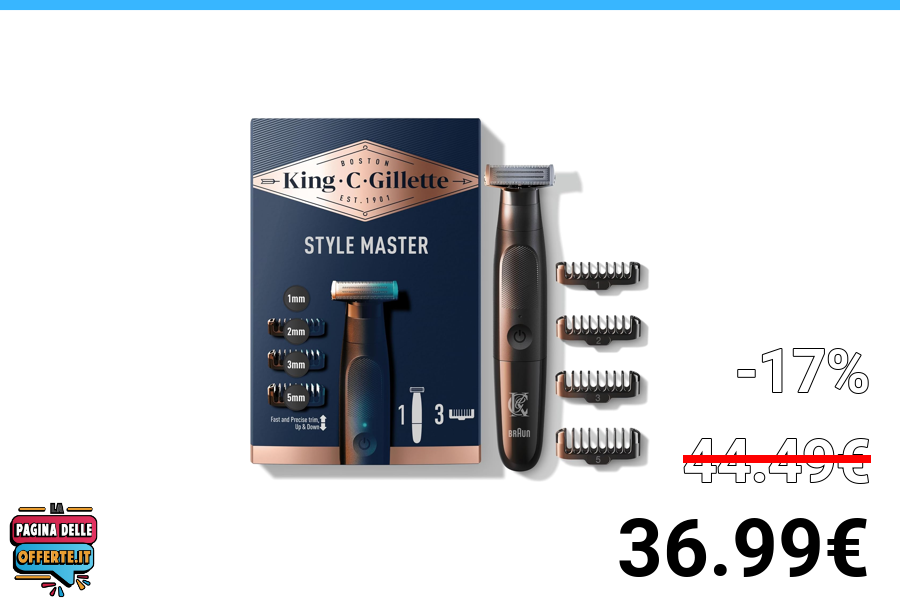 BOSTON
King·C·Gillette
EST.1901
STYLE MASTER
1mm
2mm
3mm
5mm
Fast and Precise trim,
Up & Down
1
3
BRAUN
1
2
3
5
-17%
44.49€
36.99€
LA
PAGINA DELLE
OFFERTE.IT